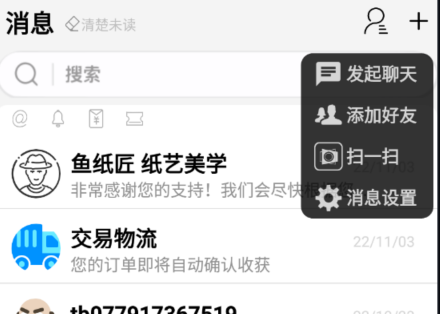 消息 清楚未读
搜索
发起聊天
添加好友
扫一扫
消息设置
@
鱼纸匠 纸艺美学
22/11/03
非常感谢您的支持！我们会尽快
交易物流
22/11/03
您的订单即将自动确认收获